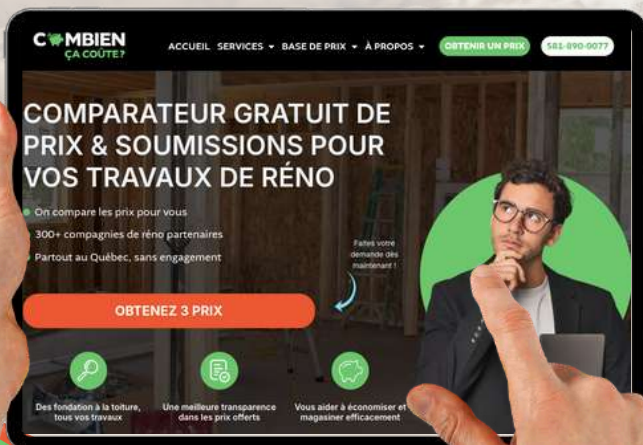 COMBIEN
ÇA COÛTE?
ACCUEIL SERVICES BASE DE PRIX À PROPOS OBTENIR UN PRIX 581-890-0077
COMPARATEUR GRATUIT DE
PRIX & SOUMISSIONS POUR
VOS TRAVAUX DE RÉNO
On compare les prix pour vous
300+ compagnies de réno partenaires
Partout au Québec, sans engagement
Faites votre
demande dès
maintenant !
OBTENEZ 3 PRIX
Des fondation à la toiture,
tous vos travaux
Une meilleure transparence
dans les prix offerts
Vous aider à économiser et
magasiner efficacement